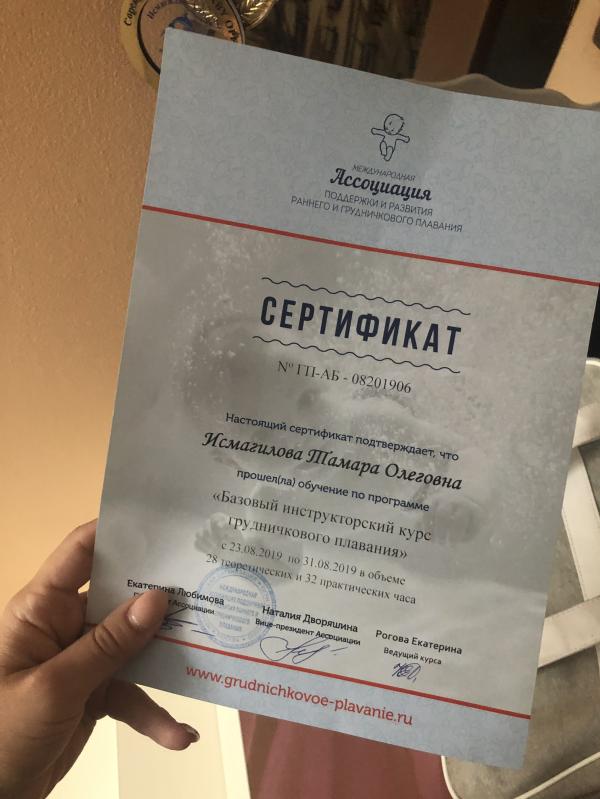 МЕЖДУНАРОДНАЯ
Ассоциация
ПОДДЕРЖКИ И РАЗВИТИЯ
РАННЕГО И ГРУДНИЧКОВОГО ПЛАВАНИЯ
СЕРТИФИКАТ
№ ГП-АБ - 08201906
Настоящий сертификат подтверждает, что
Исмагилова Тамара Олеговна
прошел(ла) обучение по программе
«Базовый инструкторский курс
грудничкового плавания»
с 23.08.2019 по 31.08.2019 в объеме
28 теоретических и 32 практических часа
Екатерина Любимова
Ассоциации
Наталия Дворяшина
Вице-президент Ассоциации
Рогова Екатерина
Ведущий курса
www.grudnichkovoe-plavanie.ru